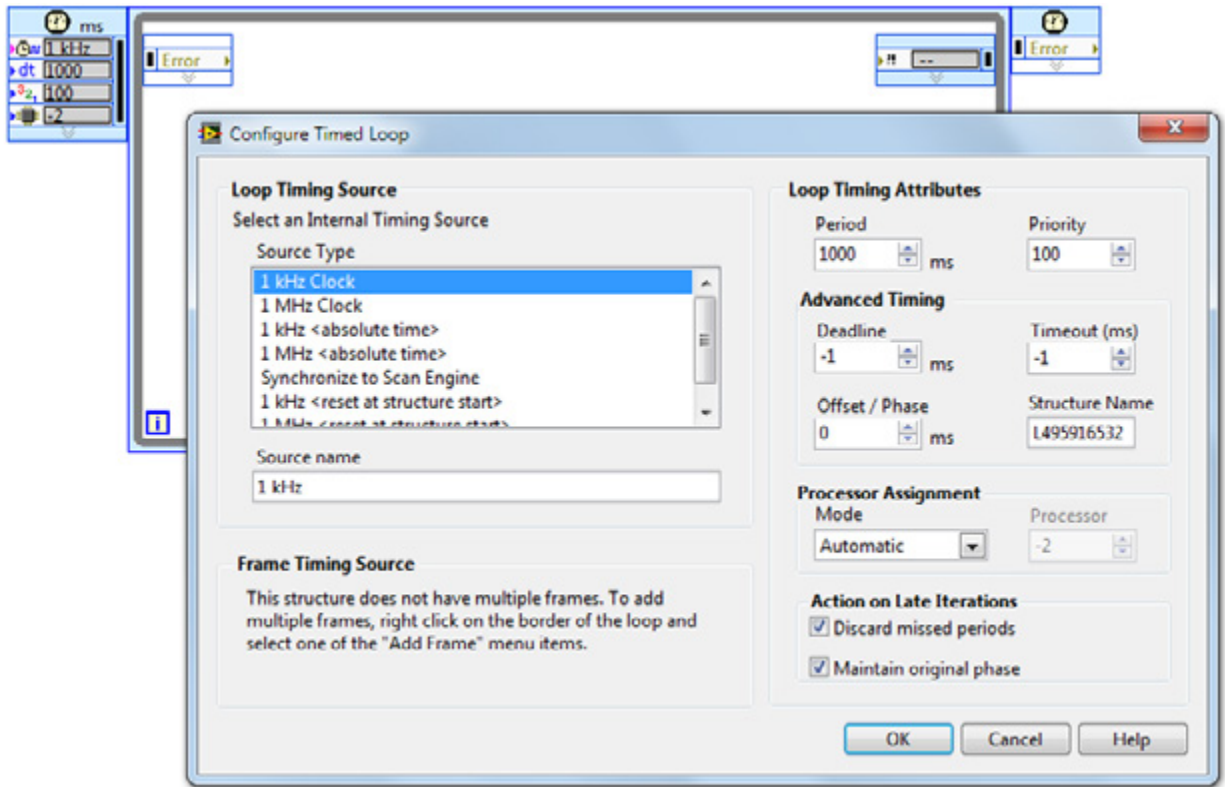 ms
1 kHz
dt 1000
100
-2
Error
--
Error
i
Configure Timed Loop
Loop Timing Source
Select an Internal Timing Source
Source Type
1 kHz Clock
1 MHz Clock
1 kHz <absolute time>
1 MHz <absolute time>
Synchronize to Scan Engine
1 kHz <reset at structure start>
1 MHz <reset at structure start>
Source name
1 kHz
Frame Timing Source
This structure does not have multiple frames. To add
multiple frames, right click on the border of the loop and
select one of the "Add Frame" menu items.
Loop Timing Attributes
Period
1000 ms
Priority
100
Advanced Timing
Deadline
-1 ms
Timeout (ms)
-1
Offset / Phase
0 ms
Structure Name
L495916532
Processor Assignment
Mode
Automatic
Processor
-2
Action on Late Iterations
Discard missed periods
Maintain original phase
OK
Cancel
Help